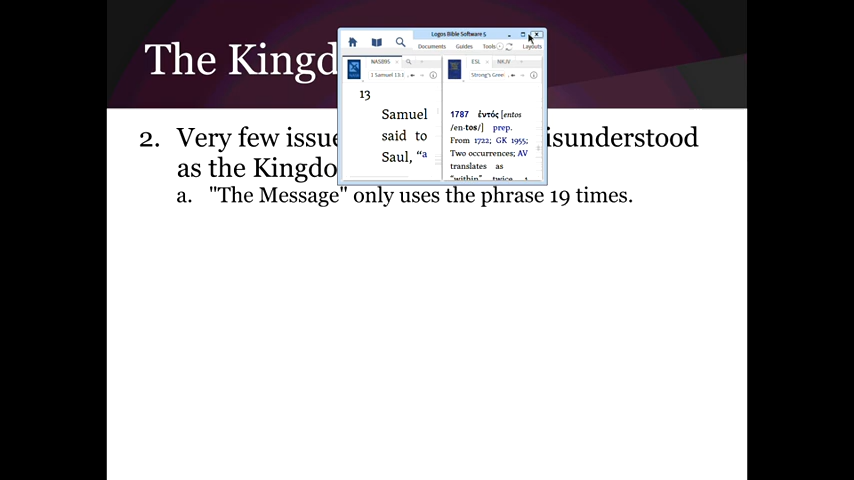 The Kingd
2. Very few issue isunderstood
as the Kingdo
a. "The Message" only uses the phrase 19 times.
Logos Bible Software 5
Documents Guides Tools Layouts
NASB95
1 Samuel 13:1
13
Samuel
said to
Saul, “a
ESL NKJV
Strong's Gree
1787 ἐντός [entos
/en·tos/] prep.
From 1722; GK 1955;
Two occurrences; AV
translates as
“within” twice